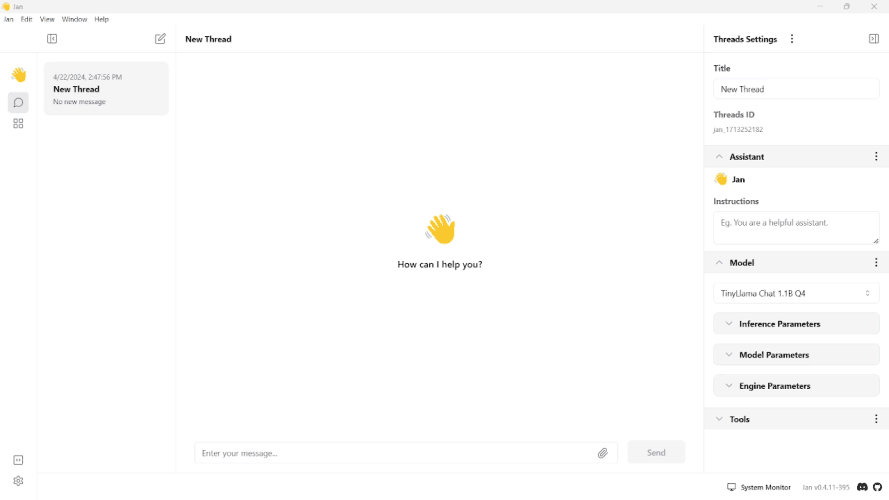 Jan
Jan Edit View Window Help
New Thread
4/22/2024, 2:47:56 PM
New Thread
No new message
How can I help you?
Enter your message...
Send
Threads Settings
Title
New Thread
Threads ID
jan_1713252182
Assistant
Jan
Instructions
Eg. You are a helpful assistant.
Model
TinyLlama Chat 1.1B Q4
Inference Parameters
Model Parameters
Engine Parameters
Tools
System Monitor
Jan v0.4.11-395